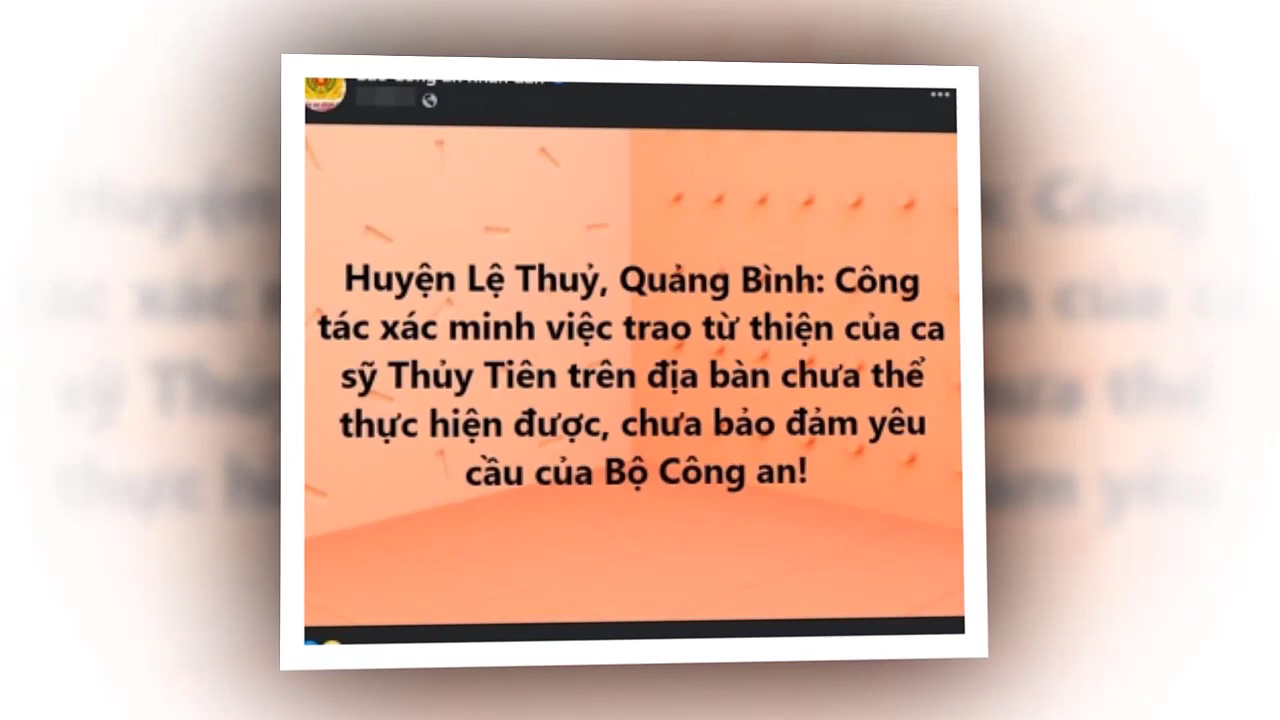 Huyện Lệ Thuỷ, Quảng Bình: Công
tác xác minh việc trao từ thiện của ca
sỹ Thủy Tiên trên địa bàn chưa thể
thực hiện được, chưa bảo đảm yêu
cầu của Bộ Công an!